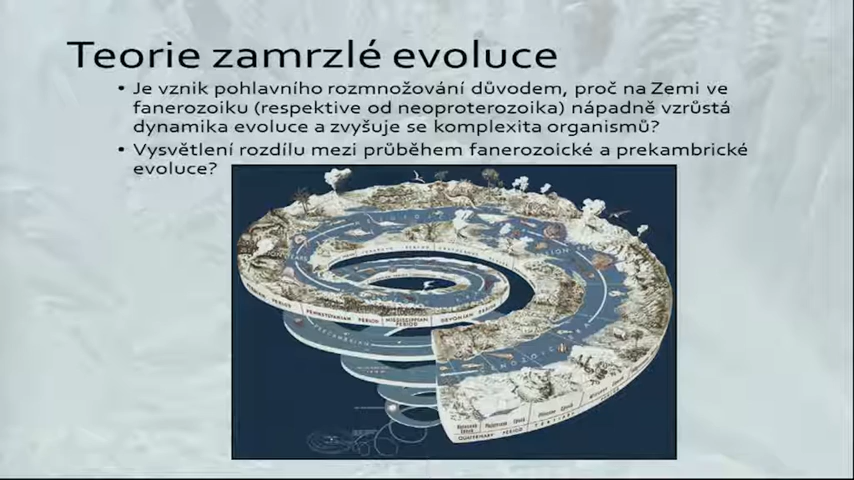 Teorie zamrzlé evoluce
• Je vznik pohlavního rozmnožování důvodem, proč na Zemi ve
fanerozoiku (respektive od neoproterozoika) nápadně vzrůstá
dynamika evoluce a zvyšuje se komplexita organismů?
• Vysvětlení rozdílu mezi průběhem fanerozoické a prekambrické
evoluce?
PENNSYLVANIAN PERIOD
MISSISSIPPIAN PERIOD
DEVONIAN PERIOD
QUATERNARY PERIOD